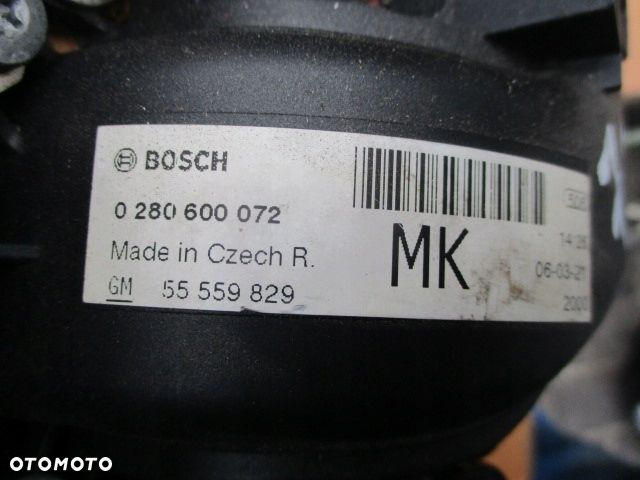 BOSCH
0 280 600 072
Made in Czech R.
GM 55 559 829
MK
06-03-21
OTOMOTO